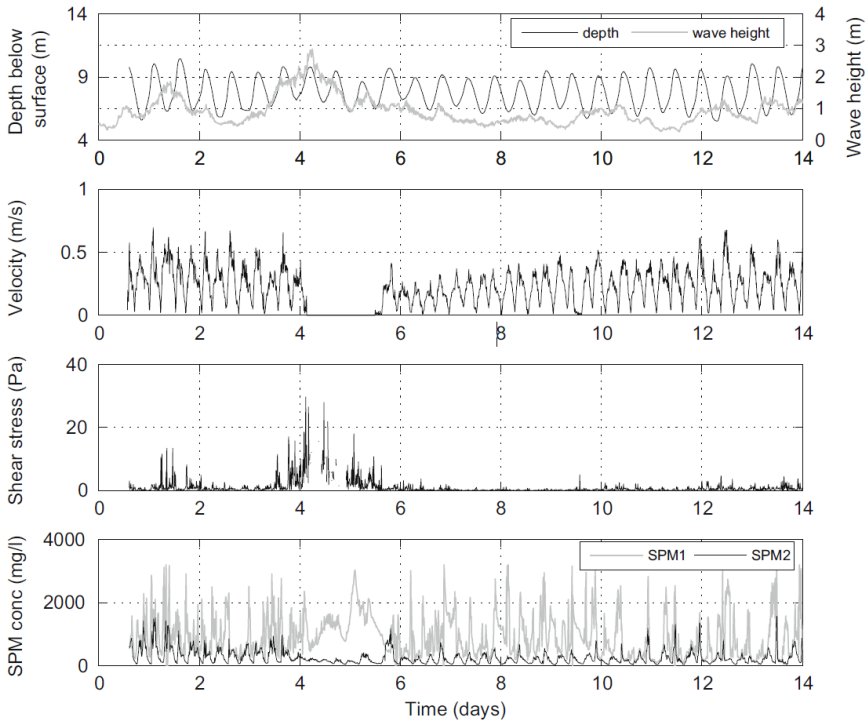 14
9
4
Depth below
surface (m)
depth
wave height
4
3
2
1
0
Wave height (m)
0 2 4 6 8 10 12 14
1
0.5
0
Velocity (m/s)
0 2 4 6 8 10 12 14
40
20
0
Shear stress (Pa)
0 2 4 6 8 10 12 14
4000
2000
0
SPM conc (mg/l)
SPM1
SPM2
0 2 4 6 8 10 12 14
Time (days)